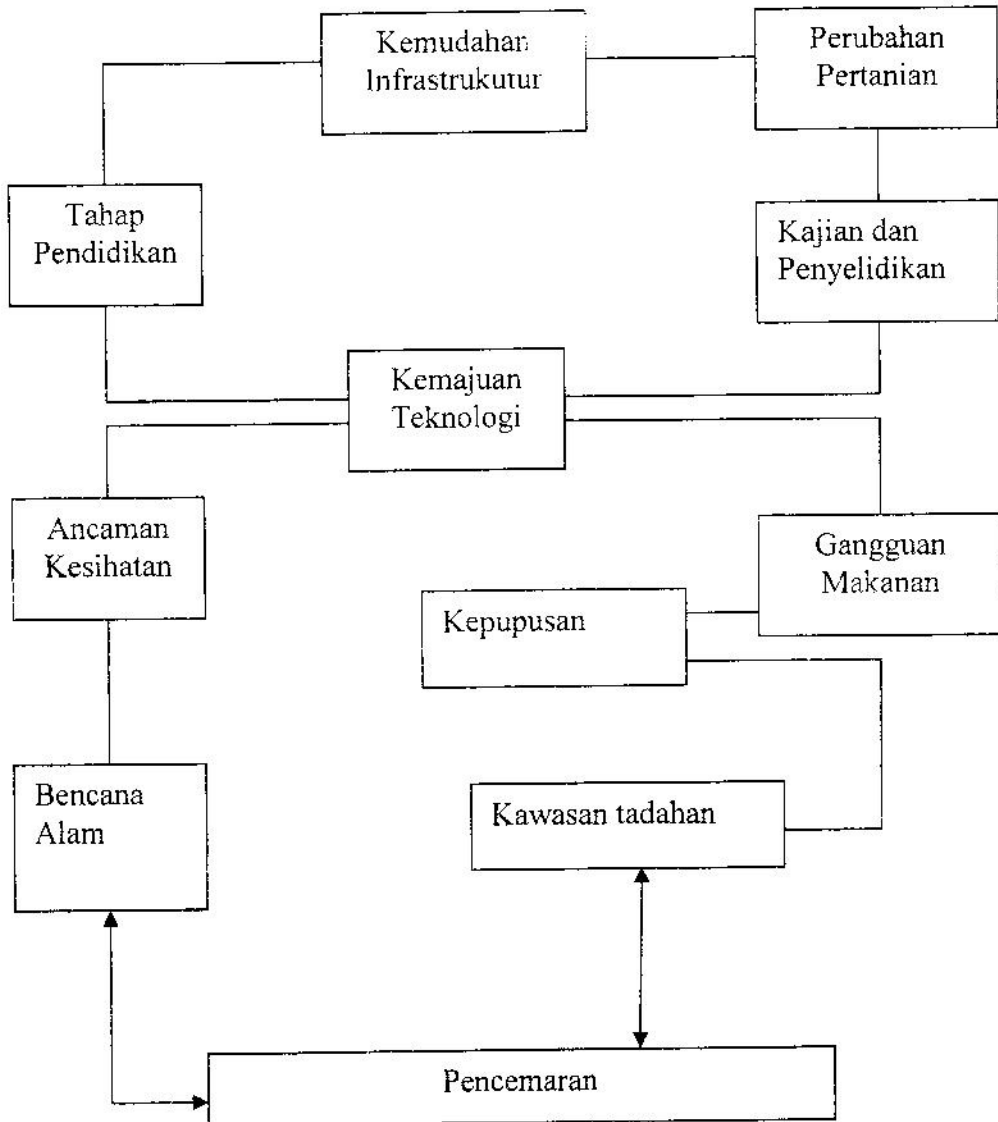 Kemudahan
Infrastrukutur
Perubahan
Pertanian
Tahap
Pendidikan
Kajian dan
Penyelidikan
Kemajuan
Teknologi
Ancaman
Kesihatan
Gangguan
Makanan
Kepupusan
Bencana
Alam
Kawasan tadahan
Pencemaran